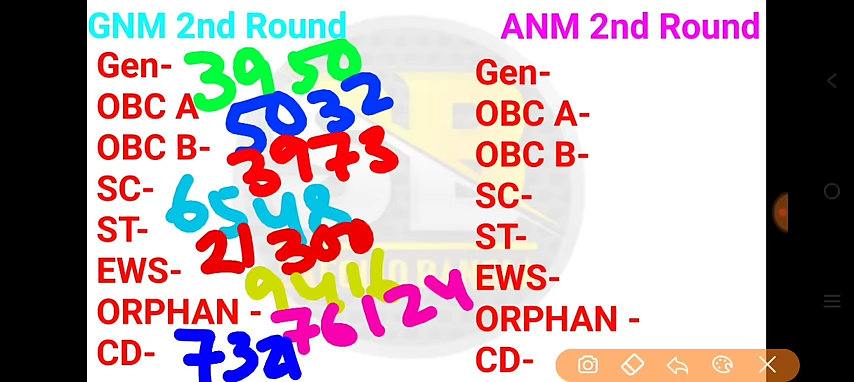 GNM 2nd Round
Gen- 3950
OBC A 5032
OBC B- 3973
SC- 6548
ST- 21300
EWS- 9416
ORPHAN - 76124
CD-
ANM 2nd Round
Gen-
OBC A-
OBC B-
SC-
ST-
EWS-
ORPHAN -
CD-